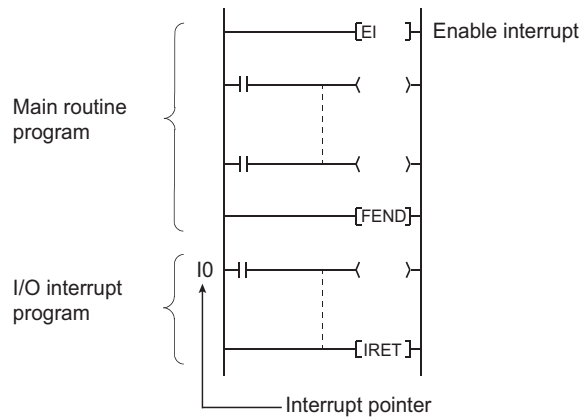 [EI ] Enable interrupt
Main routine
program
[FEND]
I0
I/O interrupt
program
[IRET ]
Interrupt pointer